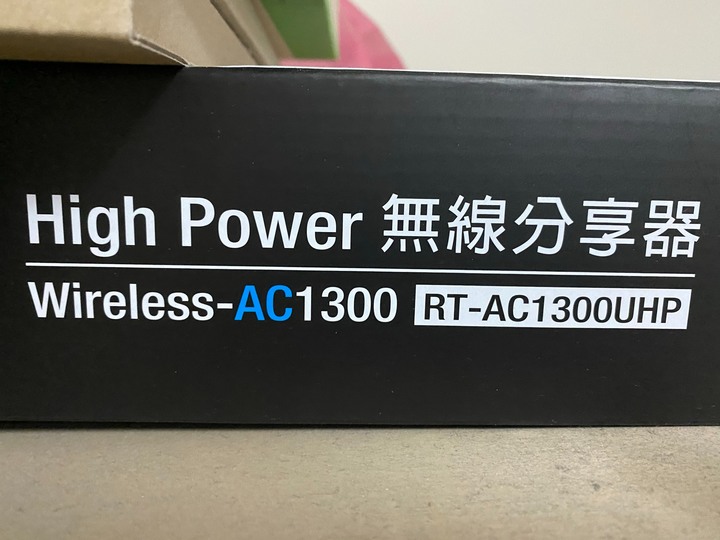 High Power 無線分享器
Wireless-AC1300 RT-AC1300UHP